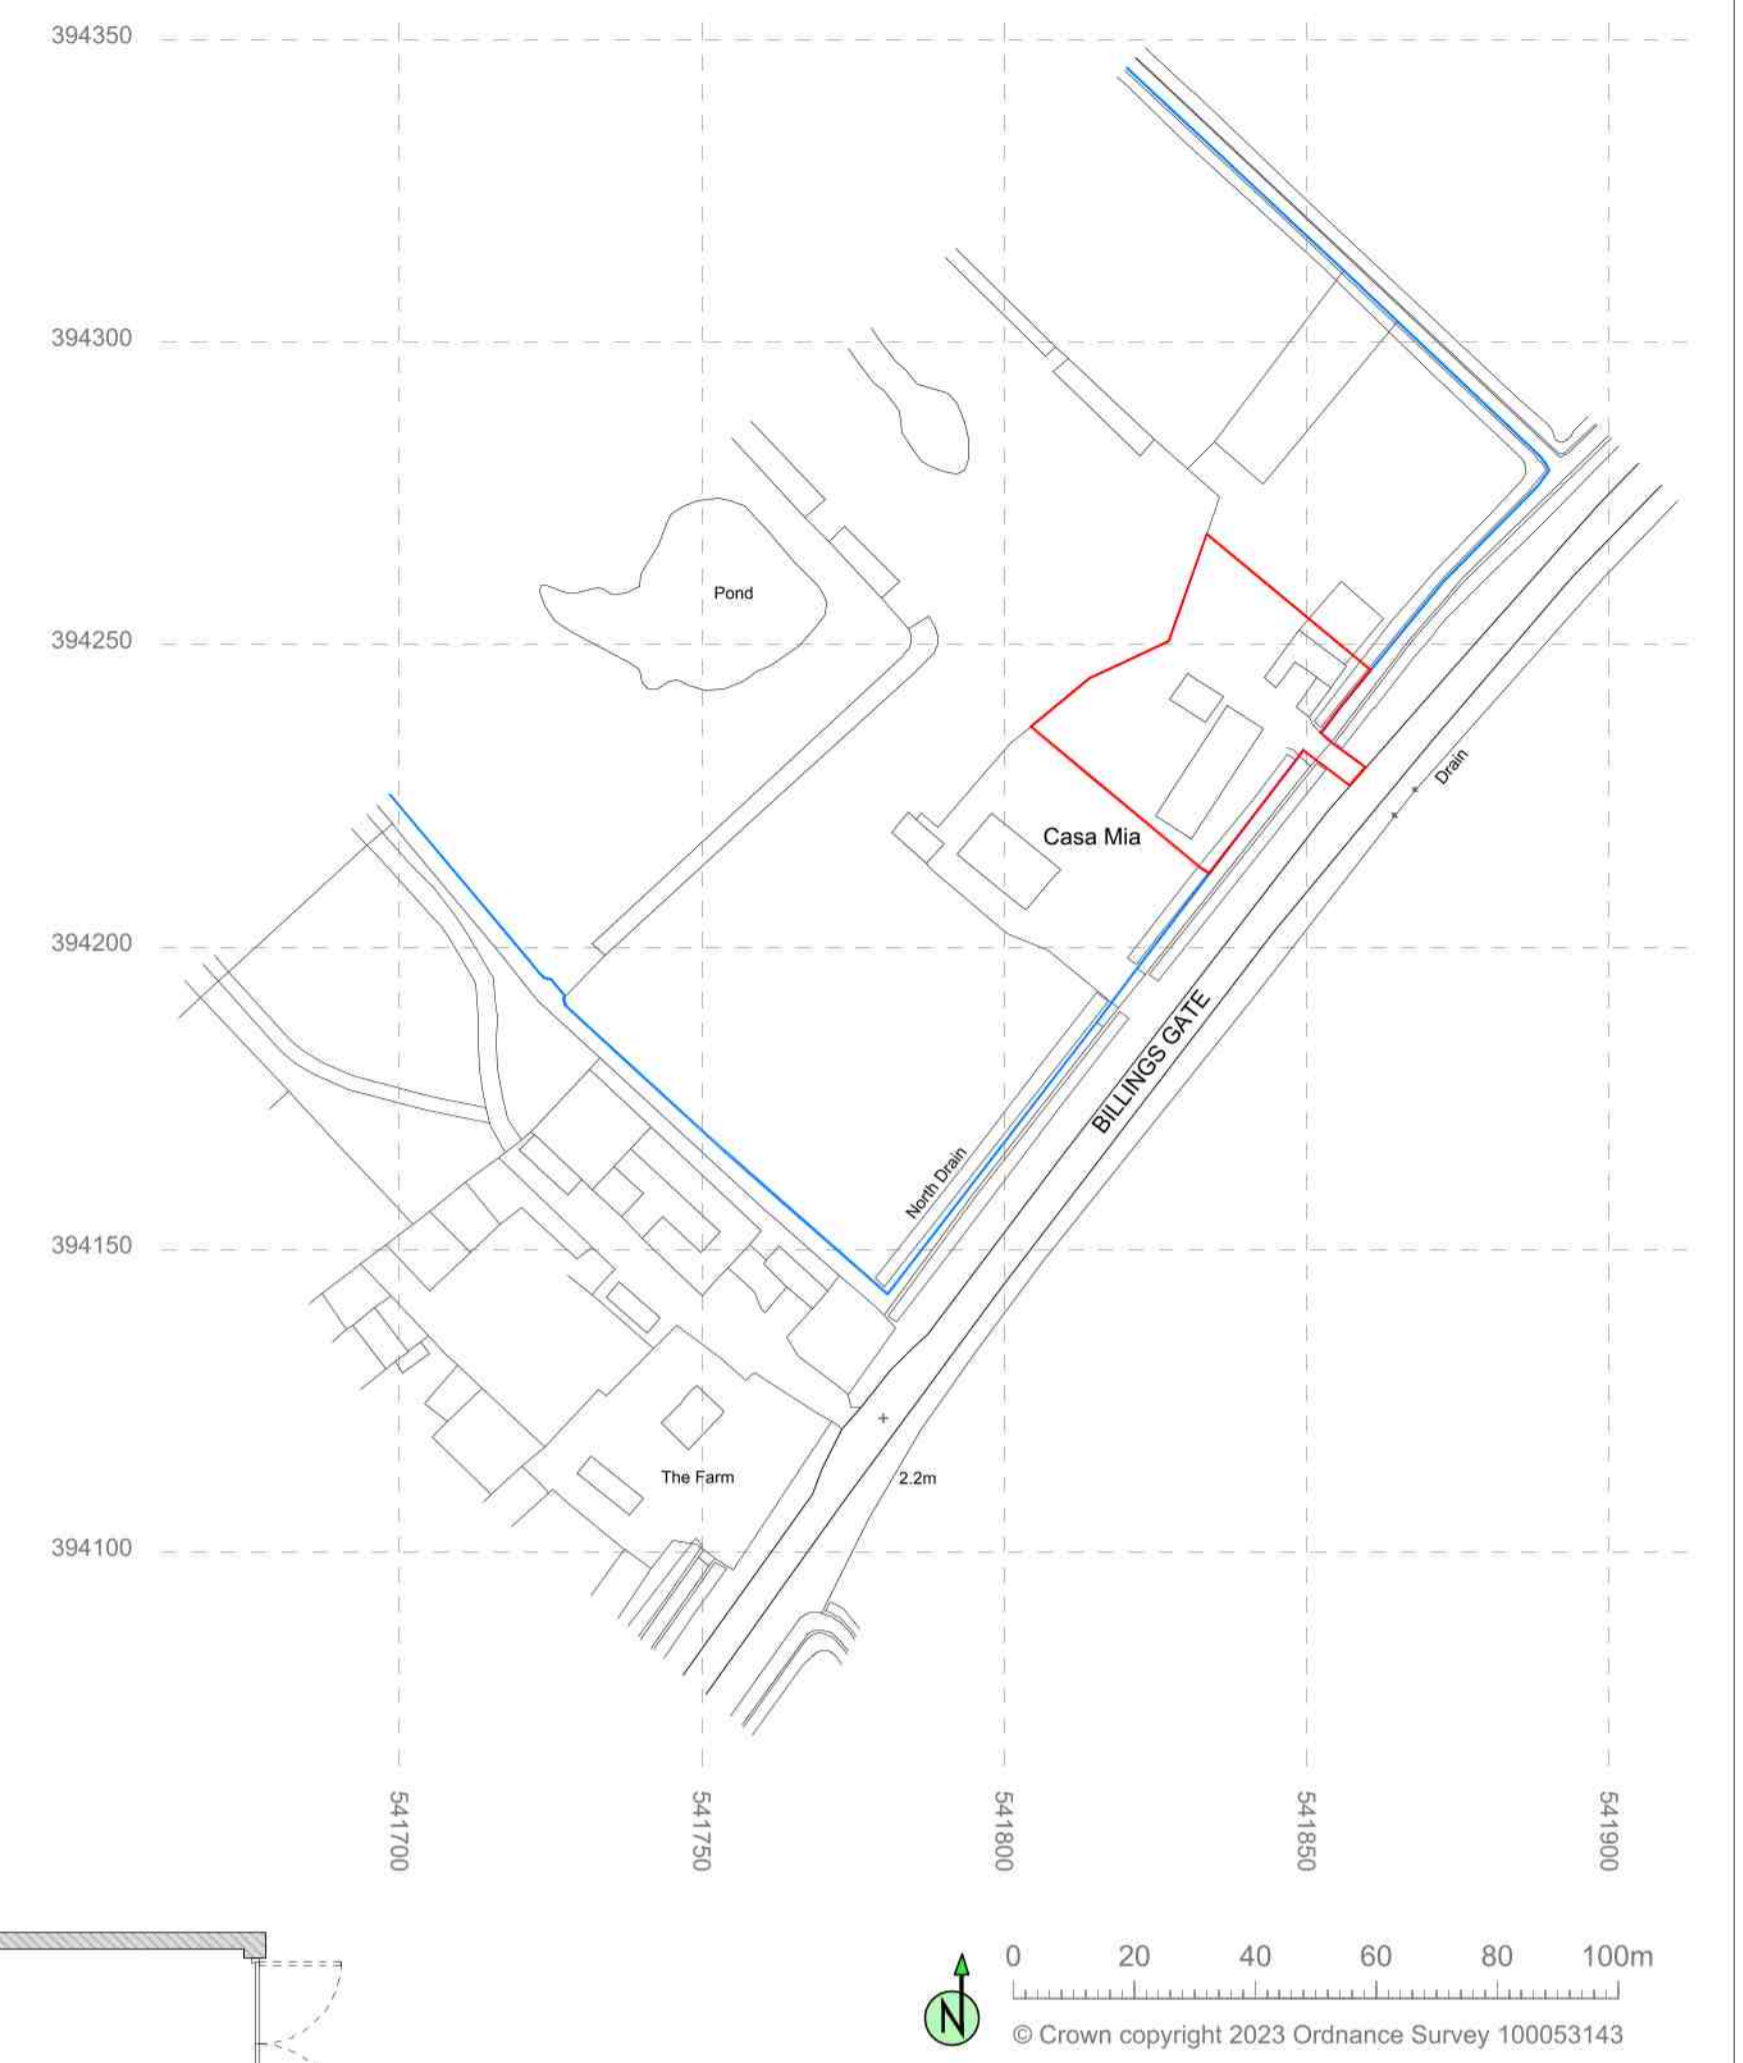 394350
394300
Pond
394250
Drain
Casa Mia
394200
BILLINGS GATE
North Drain
394150
The Farm
2.2m
394100
541700
541750
541800
541850
541900
0 20 40 60 80 100m
N
© Crown copyright 2023 Ordnance Survey 100053143